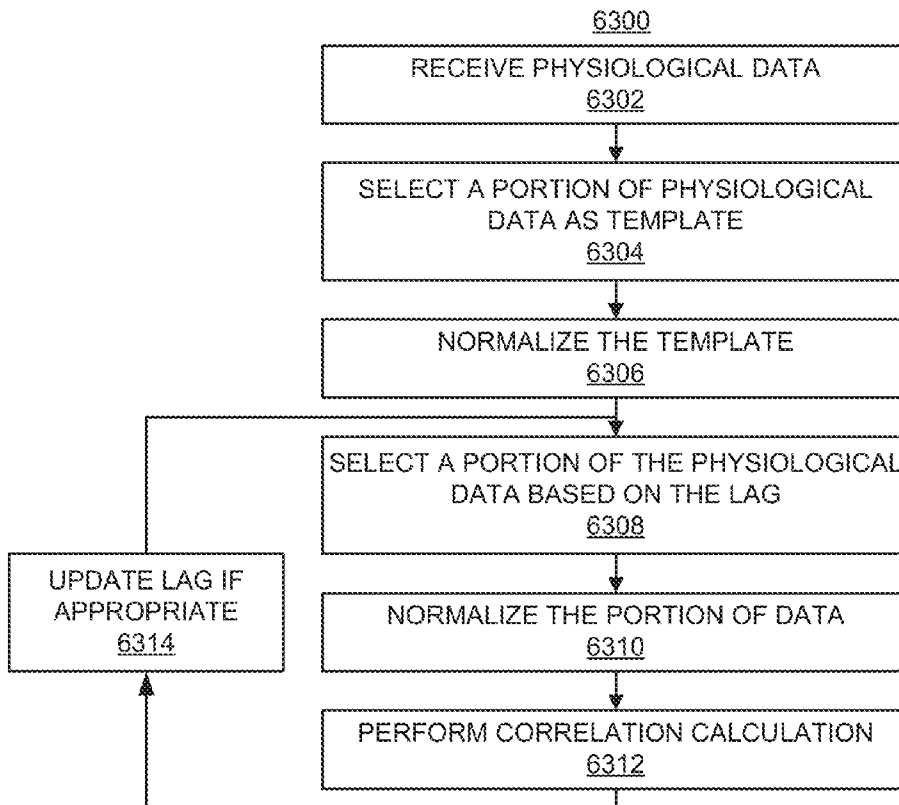 6300
RECEIVE PHYSIOLOGICAL DATA
6302
SELECT A PORTION OF PHYSIOLOGICAL
DATA AS TEMPLATE
6304
NORMALIZE THE TEMPLATE
6306
SELECT A PORTION OF THE PHYSIOLOGICAL
DATA BASED ON THE LAG
6308
UPDATE LAG IF
APPROPRIATE
6314
NORMALIZE THE PORTION OF DATA
6310
PERFORM CORRELATION CALCULATION
6312